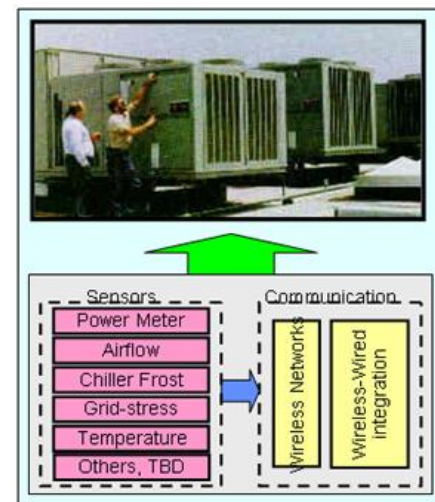 Sensors
Power Meter
Airflow
Chiller Frost
Grid-stress
Temperature
Others, TBD
Communication
Wireless Networks
Wireless-Wired
integration